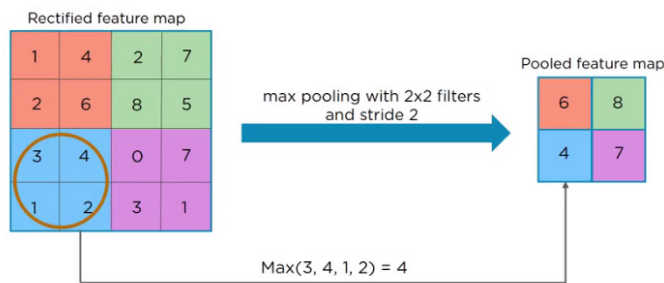 Rectified feature map
1 4 2 7
2 6 8 5
3 4 0 7
1 2 3 1
max pooling with 2x2 filters
and stride 2
Pooled feature map
6 8
4 7
Max(3, 4, 1, 2) = 4